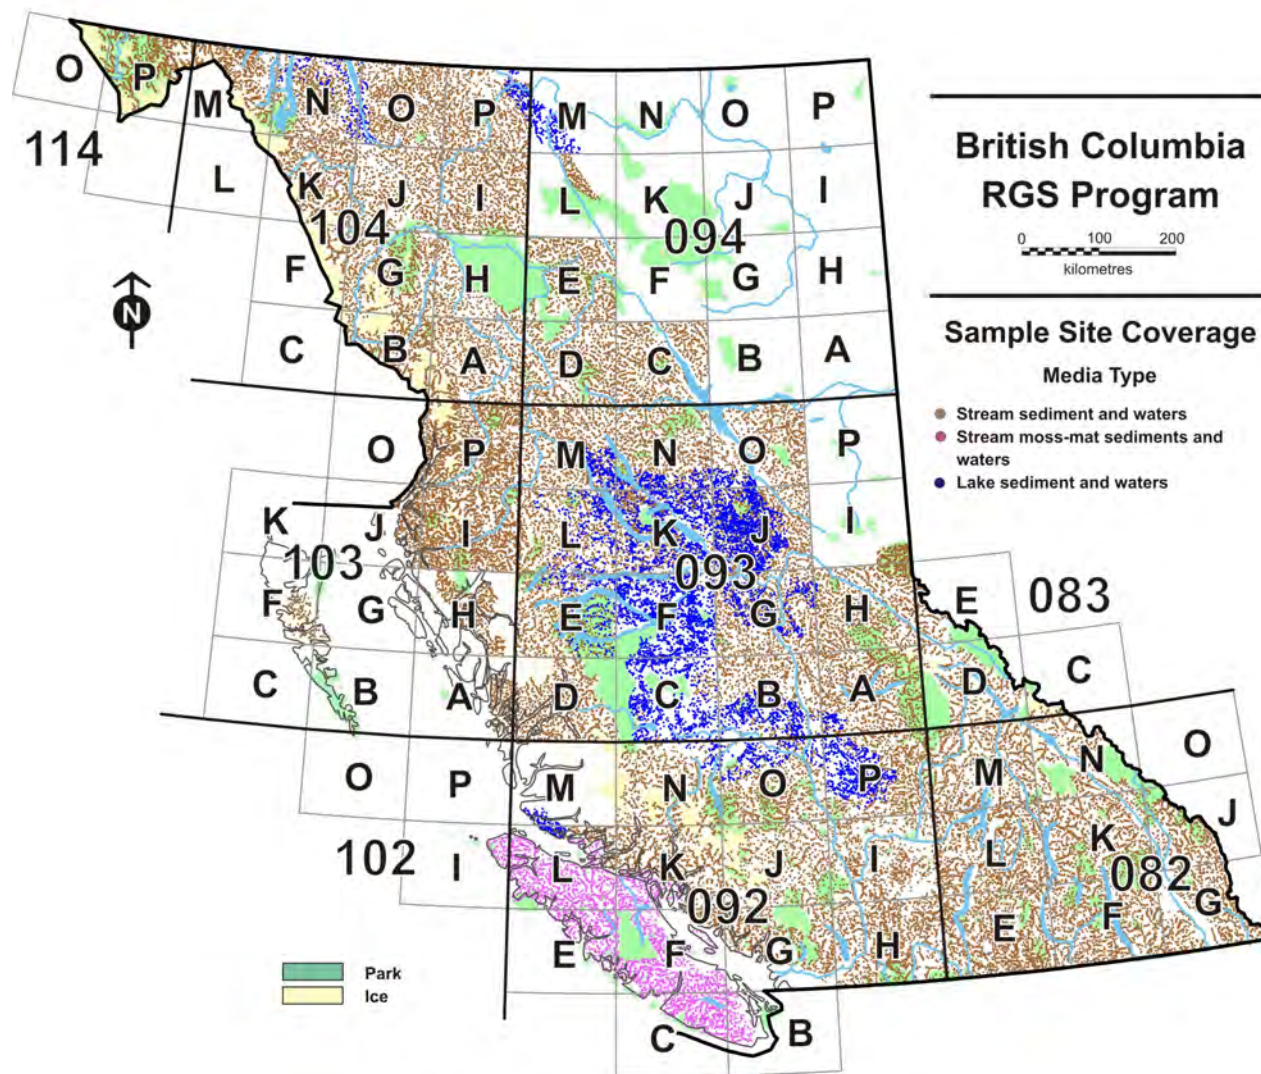 British Columbia
RGS Program
0 100 200
kilometres
Sample Site Coverage
Media Type
Stream sediment and waters
Stream moss-mat sediments and
waters
Lake sediment and waters
O P
M N O P M N O P
114
L K J I L K J I
104 094
F G H E F G H
N
C B A D C B A
O P M N O P
K J I L K J I
103 093
F G H E F G H E
083
C B A D C B A D C
O P M N O P M N O
102 I L K J I L K J
092 082
E F G H E F G
Park
Ice
C B